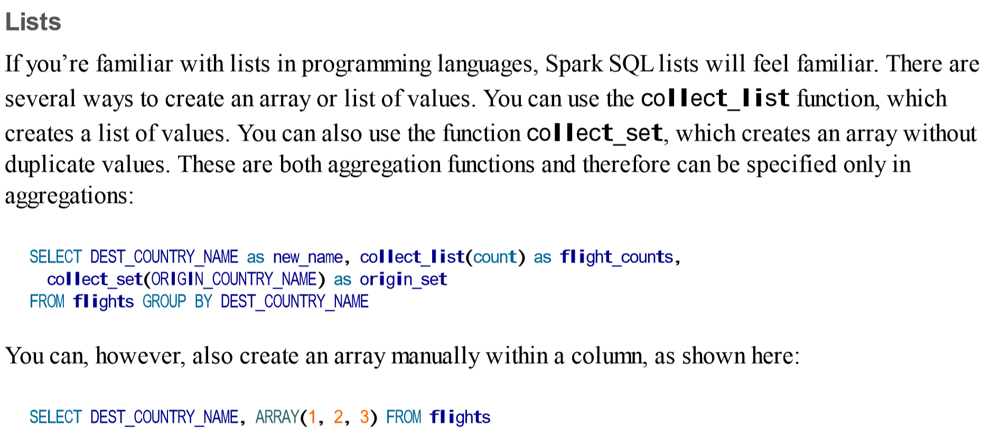 Lists
If you’re familiar with lists in programming languages, Spark SQL lists will feel familiar. There are
several ways to create an array or list of values. You can use the collect_list function, which
creates a list of values. You can also use the function collect_set, which creates an array without
duplicate values. These are both aggregation functions and therefore can be specified only in
aggregations:
SELECT DEST_COUNTRY_NAME as new_name, collect_list(count) as flight_counts,
  collect_set(ORIGIN_COUNTRY_NAME) as origin_set
FROM flights GROUP BY DEST_COUNTRY_NAME
You can, however, also create an array manually within a column, as shown here:
SELECT DEST_COUNTRY_NAME, ARRAY(1, 2, 3) FROM flights